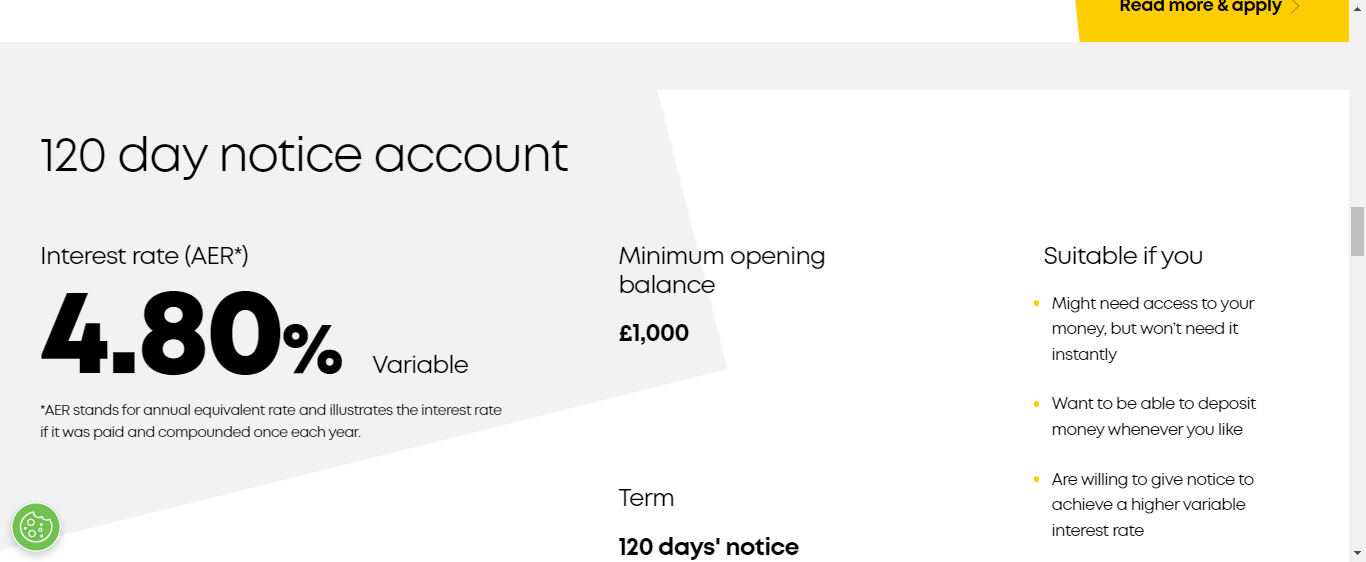 Read more & apply
120 day notice account
Interest rate (AER*)
4.80% Variable
*AER stands for annual equivalent rate and illustrates the interest rate
if it was paid and compounded once each year.
Minimum opening
balance
£1,000
Term
120 days' notice
Suitable if you
Might need access to your
money, but won't need it
instantly
Want to be able to deposit
money whenever you like
Are willing to give notice to
achieve a higher variable
interest rate